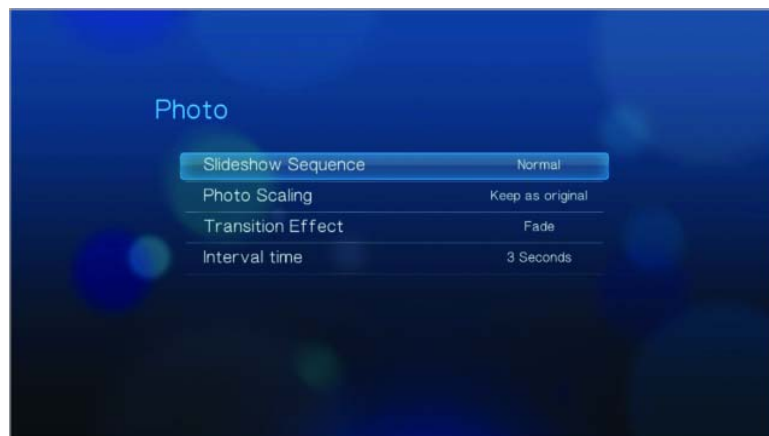 Photo
Slideshow Sequence Normal
Photo Scaling Keep as original
Transition Effect Fade
Interval time 3 Seconds